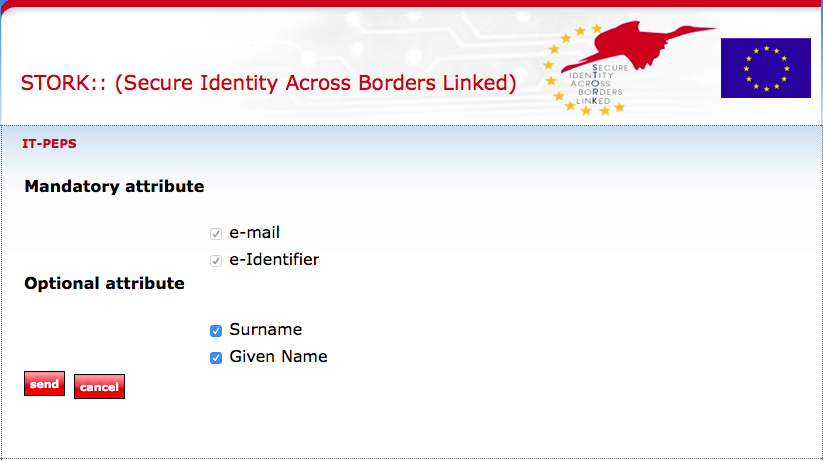 STORK:: (Secure Identity Across Borders Linked)
SECURE
IDENTITY
ACROSS
BORDERS
LINKED
IT-PEPS
Mandatory attribute
e-mail
e-Identifier
Optional attribute
Surname
Given Name
send
cancel